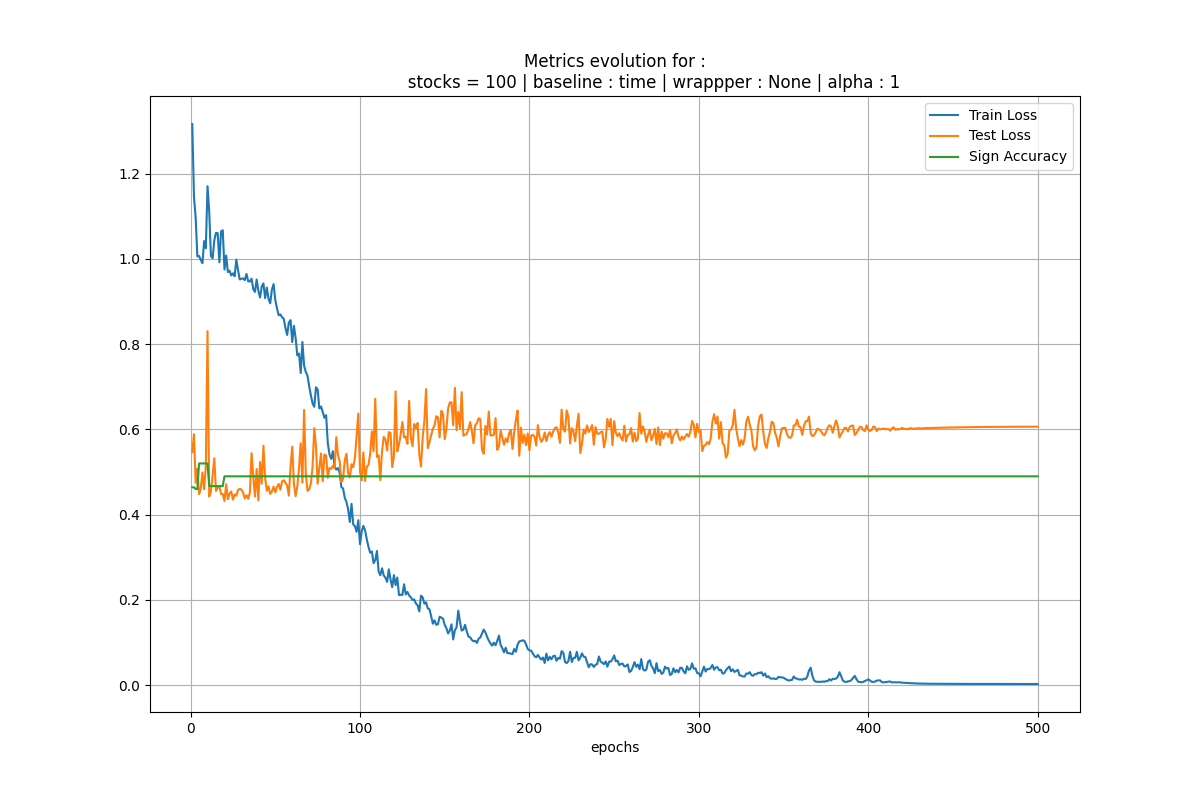 Metrics evolution for :
stocks = 100 | baseline : time | wrappper : None | alpha : 1
Train Loss
Test Loss
Sign Accuracy
1.2
1.0
0.8
0.6
0.4
0.2
0.0
0 100 200 300 400 500
epochs